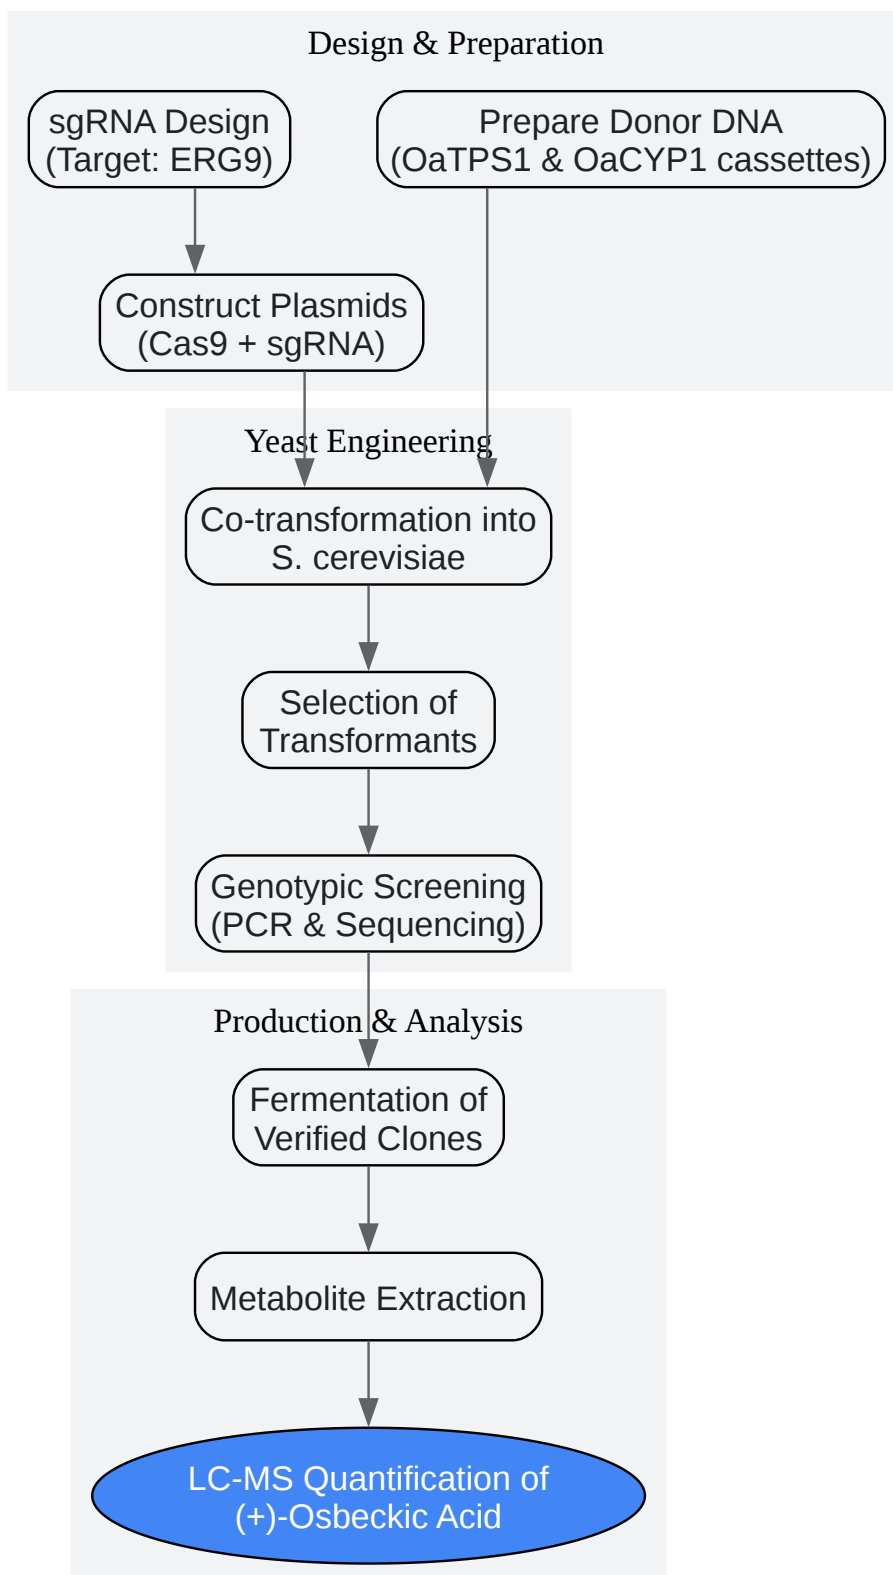 Design & Preparation
sgRNA Design
(Target: ERG9)
Prepare Donor DNA
(OaTPS1 & OaCYP1 cassettes)
Construct Plasmids
(Cas9 + sgRNA)
Yeast Engineering
Co-transformation into
S. cerevisiae
Selection of
Transformants
Genotypic Screening
(PCR & Sequencing)
Production & Analysis
Fermentation of
Verified Clones
Metabolite Extraction
LC-MS Quantification of
(+)-Osbeckic Acid